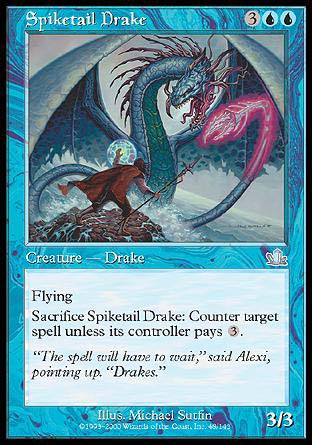 Spiketail Drake 3
Creature — Drake
Flying
Sacrifice Spiketail Drake: Counter target
spell unless its controller pays 3.
"The spell will have to wait," said Alexi,
pointing up. "Drakes."
Illus. Michael Sutfin
©1993-2000 Wizards of the Coast, Inc. 48/143
3/3